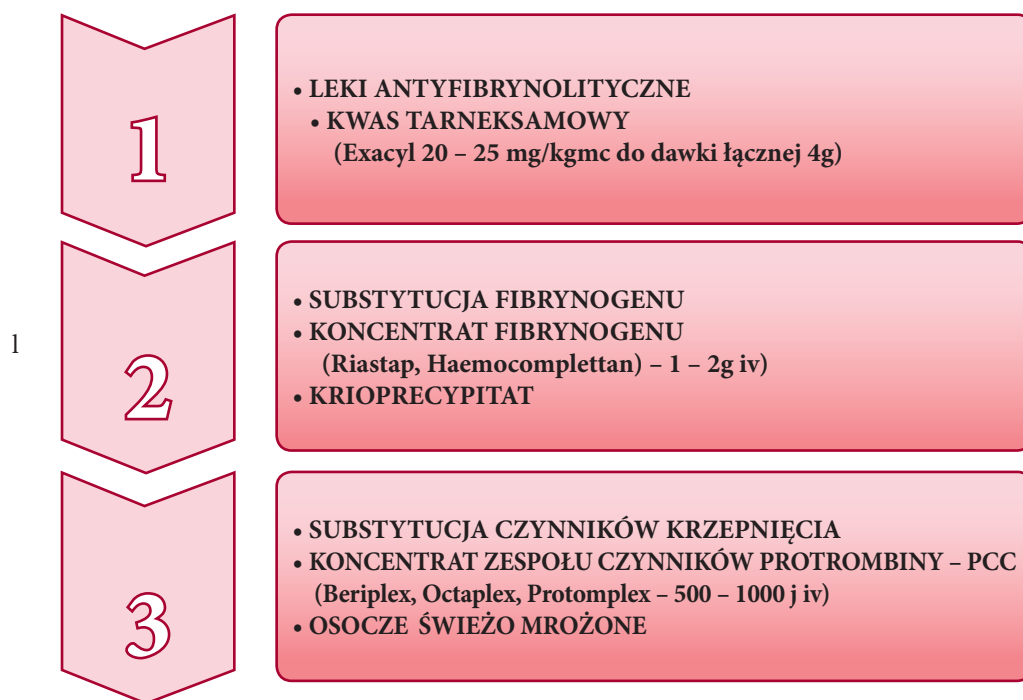 1
• LEKI ANTYFIBRYNOLITYCZNE
• KWAS TARNEKSAMOWY
(Exacyl 20 – 25 mg/kgmc do dawki łącznej 4g)
l
2
• SUBSTYTUCJA FIBRYNOGENU
• KONCENTRAT FIBRYNOGENU
(Riastap, Haemocomplettan) – 1 – 2g iv)
• KRIOPRECYPITAT
3
• SUBSTYTUCJA CZYNNIKÓW KRZEPNIĘCIA
• KONCENTRAT ZESPOŁU CZYNNIKÓW PROTROMBINY – PCC
(Beriplex, Octaplex, Protomplex – 500 – 1000 j iv)
• OSOCZE ŚWIEŻO MROŻONE